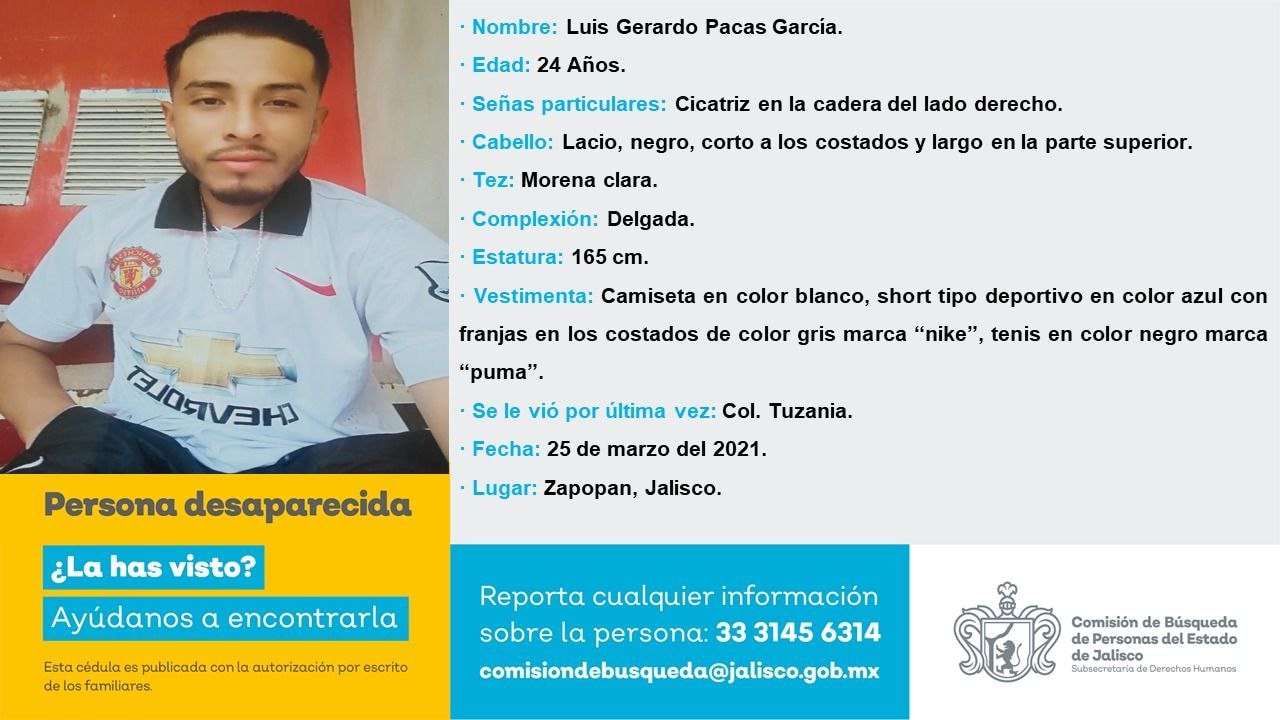 · Nombre: Luis Gerardo Pacas García.
· Edad: 24 Años.
· Señas particulares: Cicatriz en la cadera del lado derecho.
· Cabello: Lacio, negro, corto a los costados y largo en la parte superior.
· Tez: Morena clara.
· Complexión: Delgada.
· Estatura: 165 cm.
· Vestimenta: Camiseta en color blanco, short tipo deportivo en color azul con
franjas en los costados de color gris marca “nike”, tenis en color negro marca
“puma”.
· Se le vió por última vez: Col. Tuzania.
· Fecha: 25 de marzo del 2021.
· Lugar: Zapopan, Jalisco.
MANCHESTER
UNITED
CHEVROLET
Persona desaparecida
¿La has visto?
Ayúdanos a encontrarla
Esta cédula es publicada con la autorización por escrito
de los familiares.
Reporta cualquier información
sobre la persona: 33 3145 6314
comisiondebusqueda@jalisco.gob.mx
Comisión de Búsqueda
de Personas del Estado
de Jalisco
Subsecretaría de Derechos Humanos